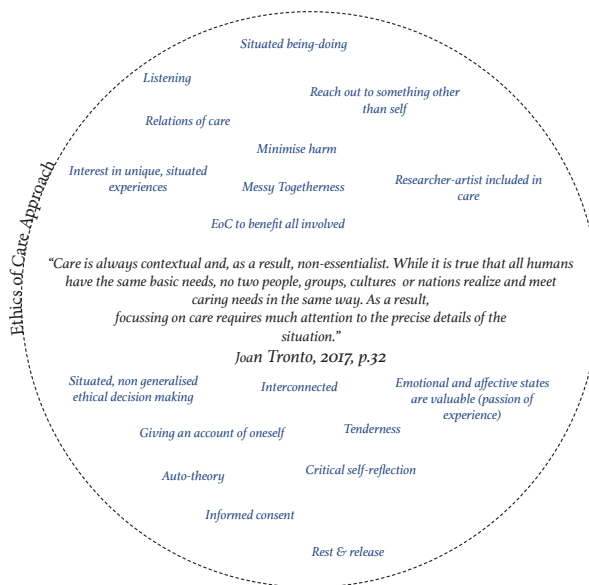 Situated being-doing
Listening
Reach out to something other
than self
Relations of care
Minimise harm
Interest in unique, situated
experiences
Messy Togetherness
Researcher-artist included in
care
EoC to benefit all involved
Ethics of Care Approach
“Care is always contextual and, as a result, non-essentialist. While it is true that all humans
have the same basic needs, no two people, groups, cultures or nations realize and meet
caring needs in the same way. As a result,
focussing on care requires much attention to the precise details of the
situation.”
Joan Tronto, 2017, p.32
Situated, non generalised
ethical decision making
Interconnected
Emotional and affective states
are valuable (passion of
experience)
Giving an account of oneself
Tenderness
Auto-theory
Critical self-reflection
Informed consent
Rest & release